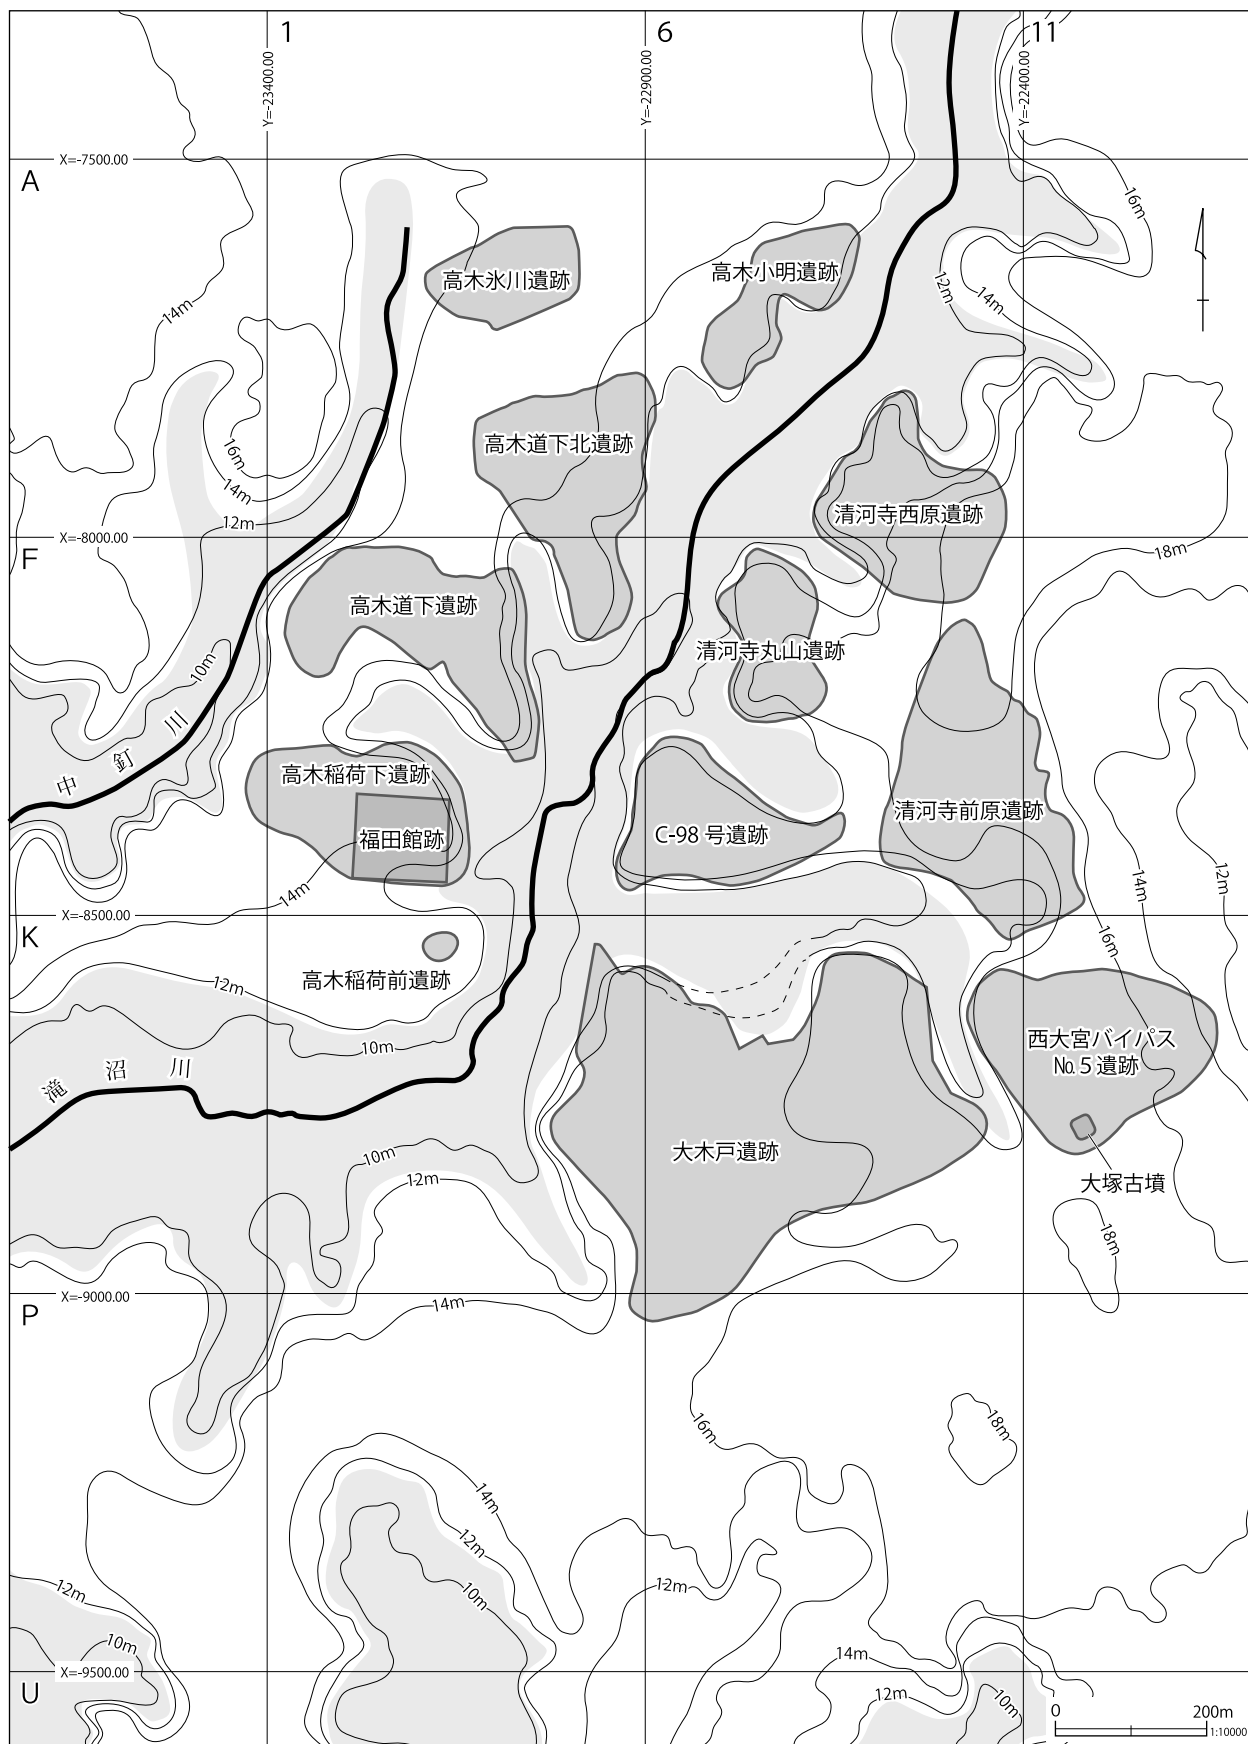 1
6
11
Y=-23400.00
Y=-22900.00
Y=-22400.00
X=-7500.00
A
16m
高木氷川遺跡
高木小明遺跡
12m
14m
14m
高木道下北遺跡
16m
14m
12m
清河寺西原遺跡
X=-8000.00
F
18m
高木道下遺跡
清河寺丸山遺跡
10m
中釘川
高木稲荷下遺跡
福田館跡
C-98 号遺跡
清河寺前原遺跡
14m
14m
12m
X=-8500.00
K
16m
高木稲荷前遺跡
12m
10m
西大宮バイパス
№５遺跡
滝沼川
大木戸遺跡
10m
12m
大塚古墳
18m
X=-9000.00
P
14m
16m
18m
14m
12m
12m
10m
12m
10m
14m
X=-9500.00
U
12m
10m
0
200m
1:10000